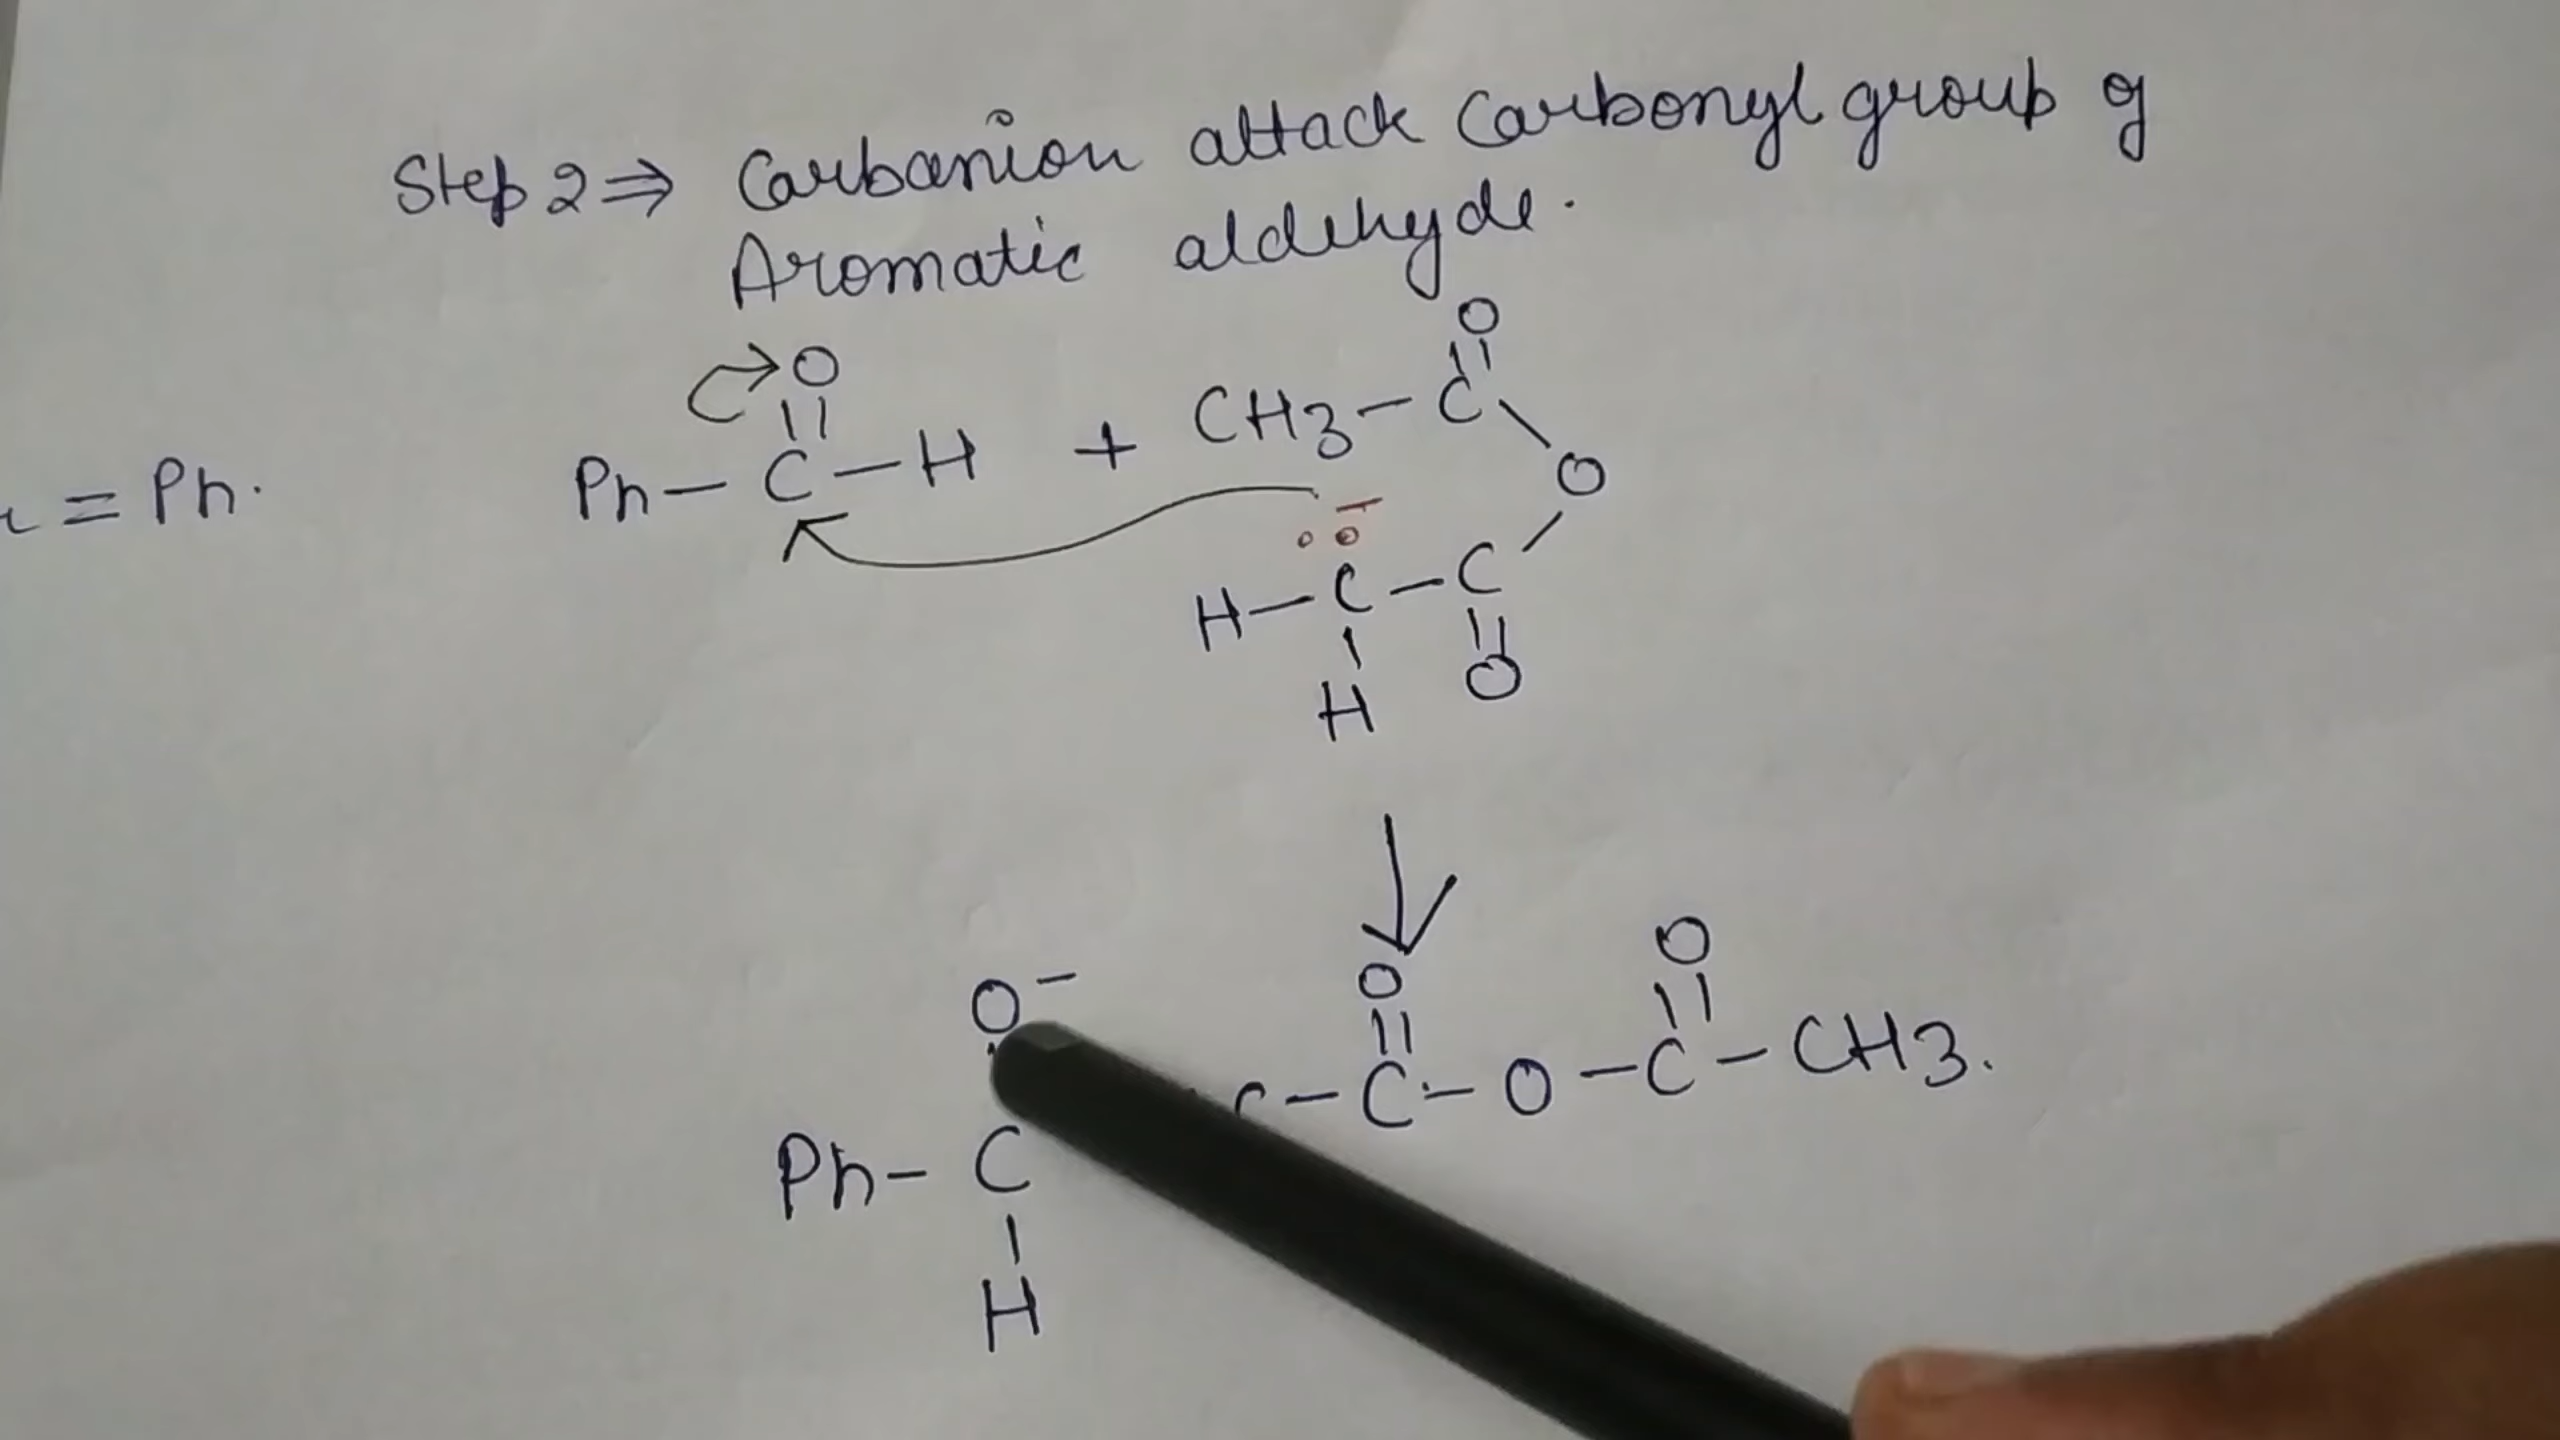 Step 2 ⇒ Carbanion attack Carbonyl group of
Aromatic aldehyde.
O
O
Ph – C – H + CH3 – C
O
= Ph.
H – C – C
H
O
O
O – O
C – C – O – C – CH3.
Ph – C
H